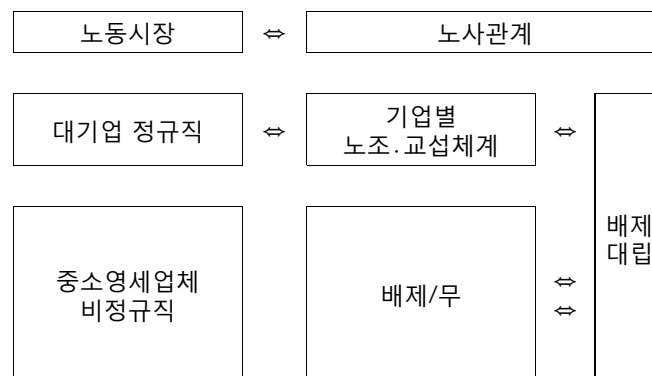 노동시장 ⇔ 노사관계
대기업 정규직 ⇔ 기업별
노조.교섭체계 ⇔
배제
대립
중소영세업체
비정규직
배제/무 ⇔
⇔